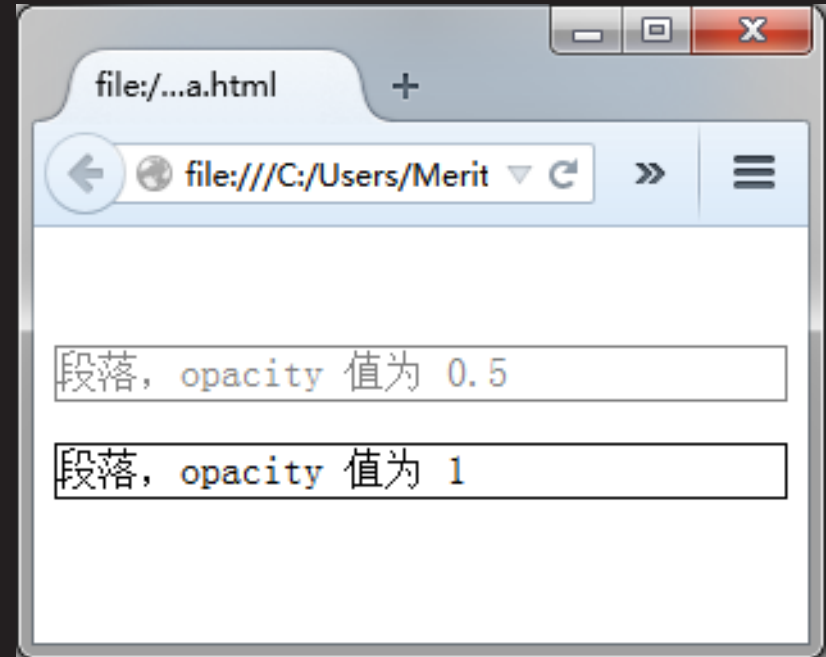 file:/...a.html
file:///C:/Users/Merit
段落，opacity 值为 0.5
段落，opacity 值为 1